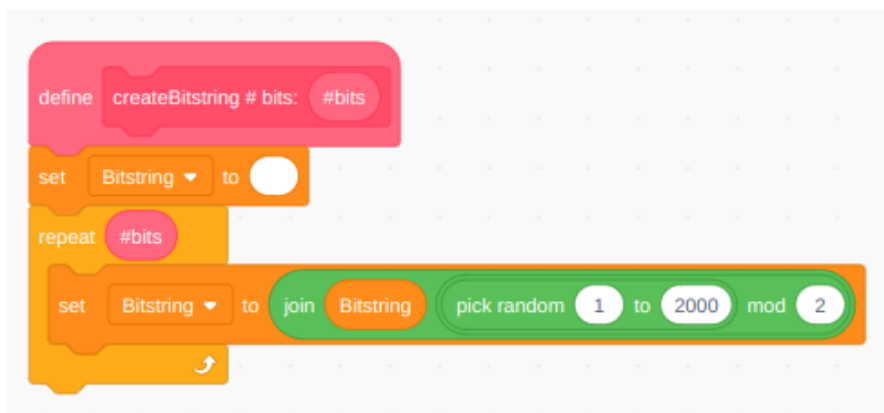 define createBitstring # bits: #bits
set Bitstring to
repeat #bits
set Bitstring to join Bitstring pick random 1 to 2000 mod 2